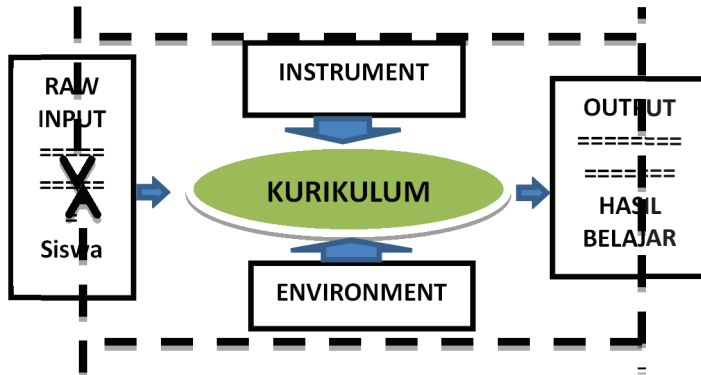 RAW
INPUT
======
======
=
Siswa
INSTRUMENT
KURIKULUM
ENVIRONMENT
OUTPUT
=========
=======
HASIL
BELAJAR